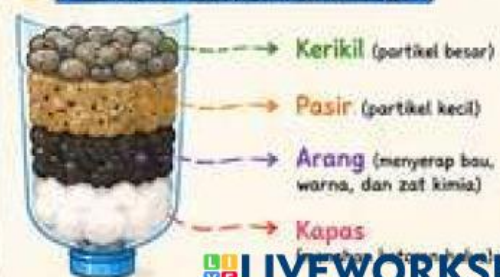 Kerikil (partikel besar)
Pasir (partikel kecil)
Arang (menyerap bau,
warna, dan zat kimia)
Kapas
LIVEWORKS